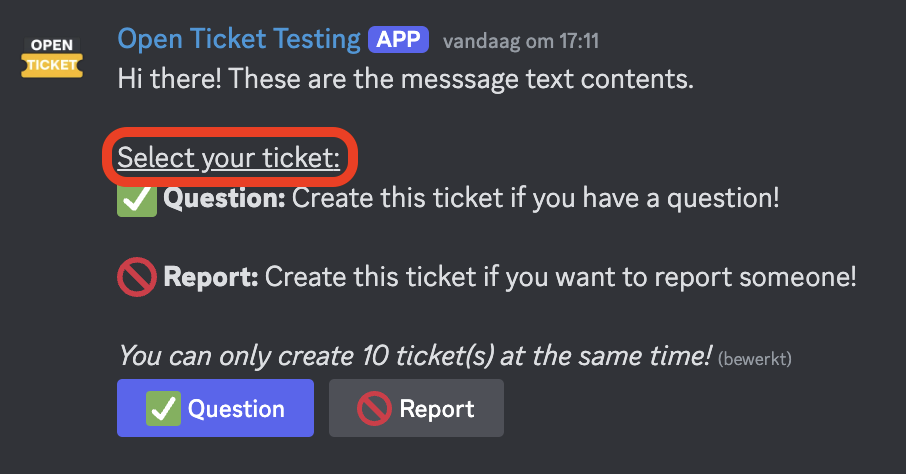 OPEN
TICKET
Open Ticket Testing APP vandaag om 17:11
Hi there! These are the messsage text contents.
Select your ticket:
Question: Create this ticket if you have a question!
Report: Create this ticket if you want to report someone!
You can only create 10 ticket(s) at the same time! (bewerkt)
Question Report